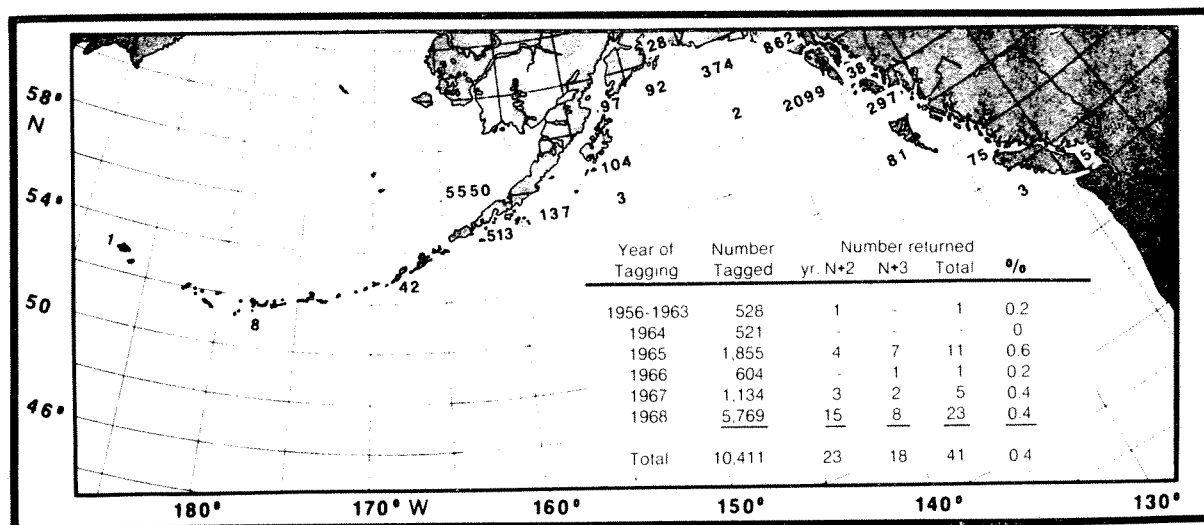 28
862
58°
N
374
38
92
97
2
2099
297
81
75
5
104
3
5550
3
54°
137
513
1
42
50
8
46°
Year of Number Number returned
Tagging Tagged yr. N+2 N+3 Total %
1956-1963 528 1 - 1 0.2
1964 521 - - - 0
1965 1,855 4 7 11 0.6
1966 604 - 1 1 0.2
1967 1,134 3 2 5 0.4
1968 5,769 15 8 23 0.4
Total 10,411 23 18 41 0 4
180° 170° W 160° 150° 140° 130°